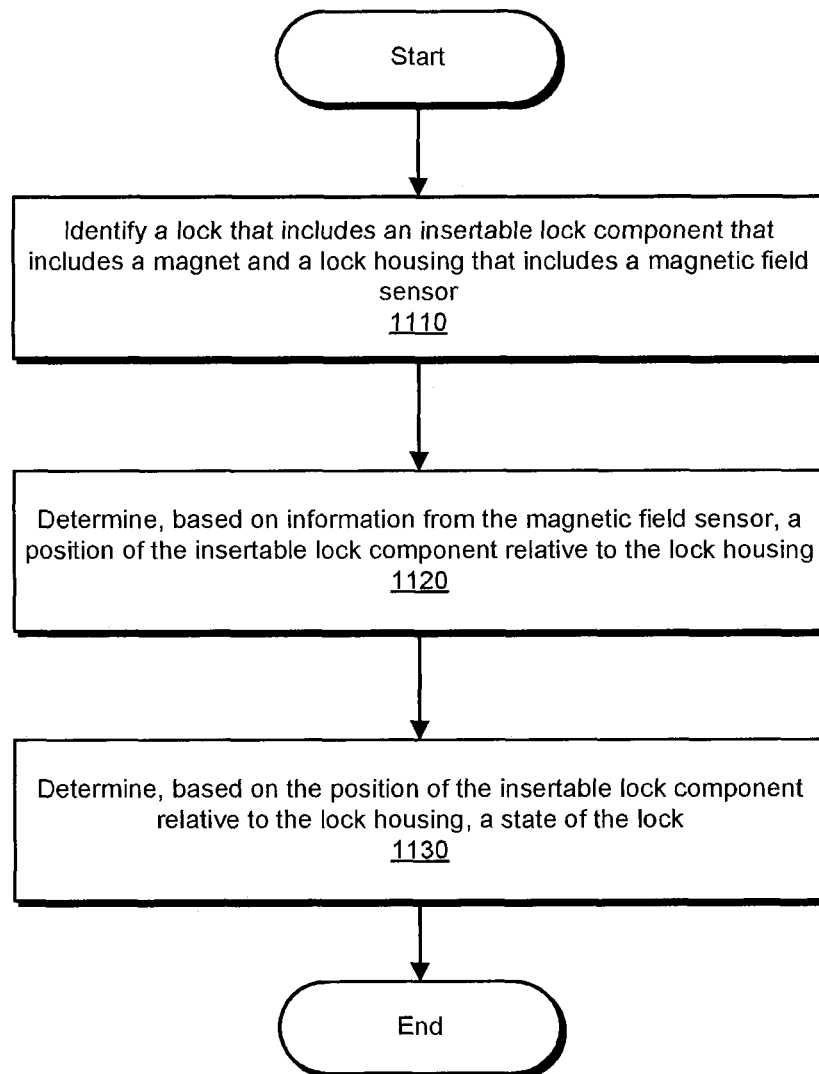 Start
Identify a lock that includes an insertable lock component that
includes a magnet and a lock housing that includes a magnetic field
sensor
1110
Determine, based on information from the magnetic field sensor, a
position of the insertable lock component relative to the lock housing
1120
Determine, based on the position of the insertable lock component
relative to the lock housing, a state of the lock
1130
End